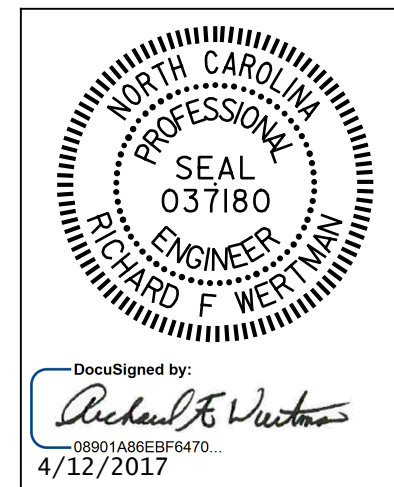 NORTH CAROLINA
PROFESSIONAL
SEAL
037180
ENGINEER
RICHARD F WERTMAN
DocuSigned by:
Richard F Wertman
08901A86EBF6470...
4/12/2017